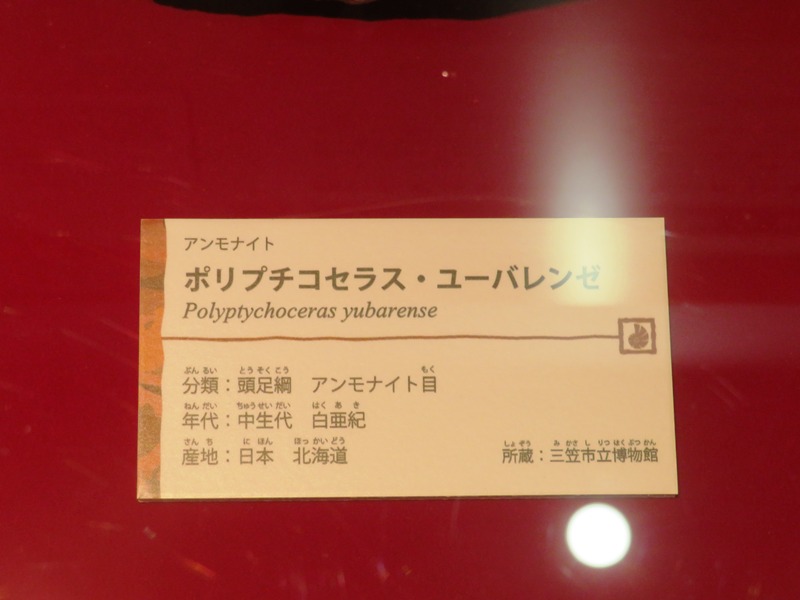 アンモナイト
ポリプチコセラス・ユーバレンゼ
Polyptychoceras yubarense
ぶんるい とうそくこう もく
分類：頭足綱 アンモナイト目
ねんだい ちゅうせいだい はくあき
年代：中生代 白亜紀
さんち にほん ほっかいどう
産地：日本 北海道
しょぞう みかさしりつはくぶつかん
所蔵：三笠市立博物館